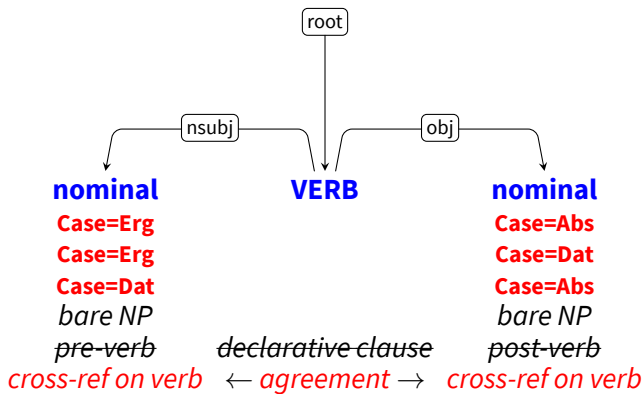 root
nsubj obj
nominal VERB nominal
Case=Erg Case=Abs
Case=Erg Case=Dat
Case=Dat Case=Abs
bare NP bare NP
pre-verb declarative clause post-verb
cross-ref on verb ← agreement → cross-ref on verb